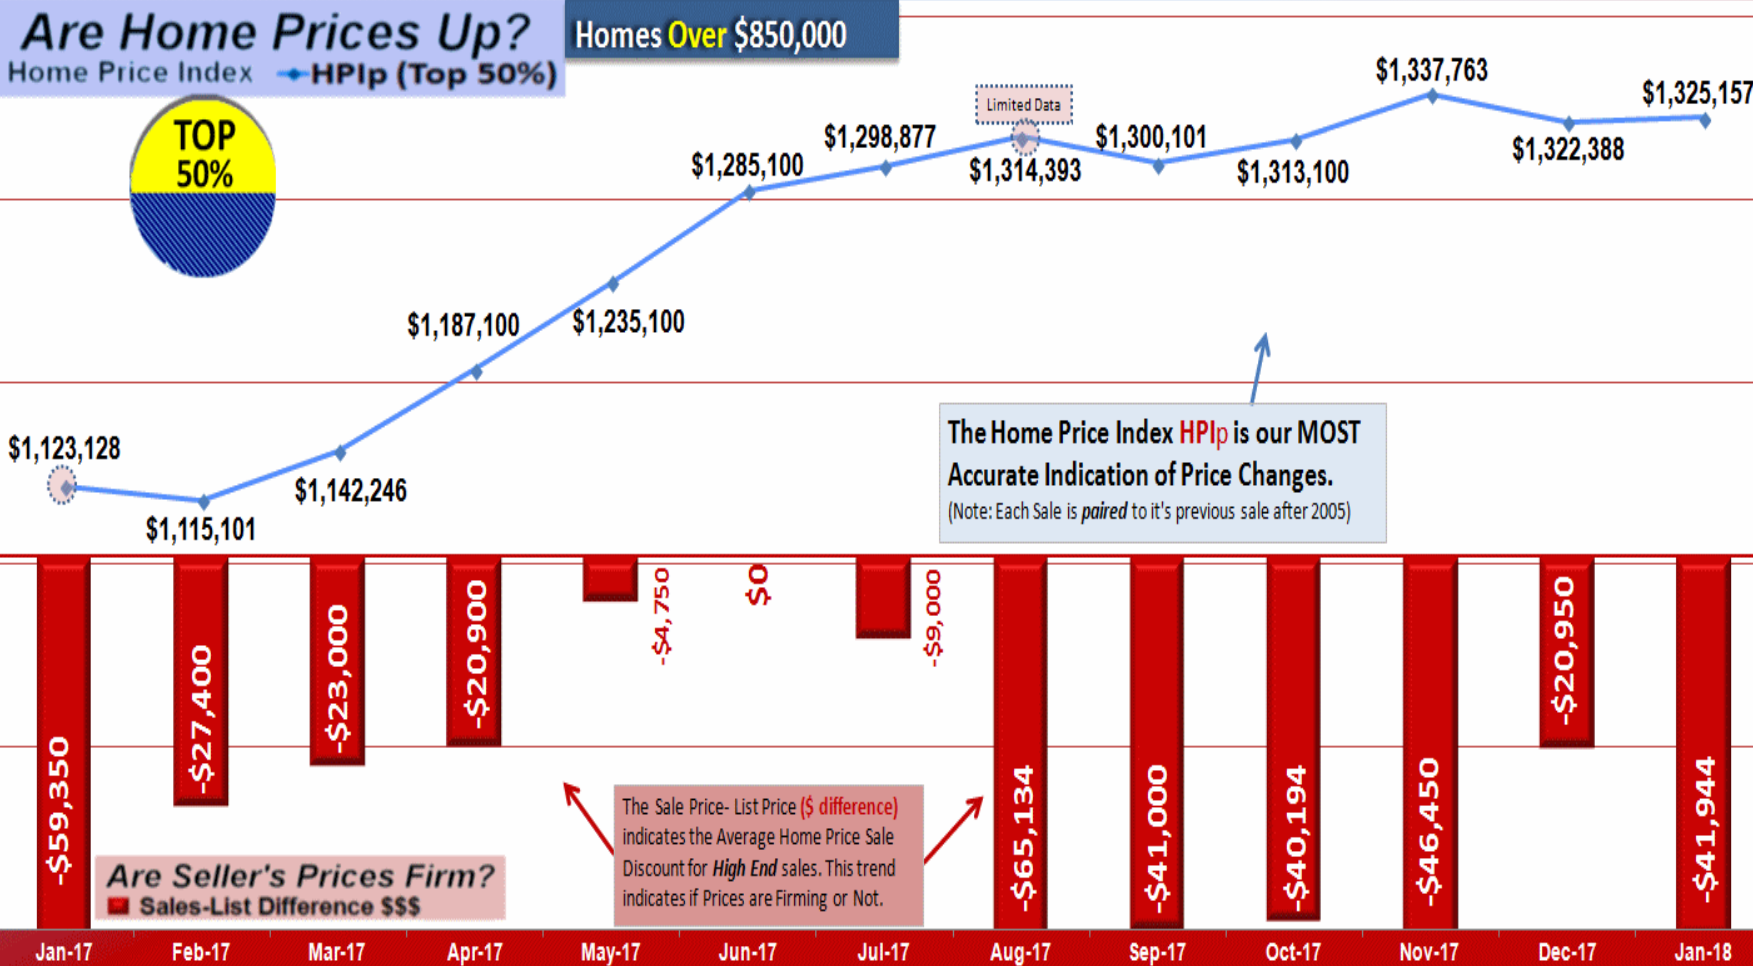 Are Home Prices Up?
Home Price Index HPIp (Top 50%)
Homes Over $850,000
TOP
50%
$1,123,128
$1,115,101
$1,142,246
$1,187,100
$1,235,100
$1,285,100
$1,298,877
Limited Data
$1,314,393
$1,300,101
$1,313,100
$1,337,763
$1,322,388
$1,325,157
The Home Price Index HPIp is our MOST
Accurate Indication of Price Changes.
(Note: Each Sale is paired to it's previous sale after 2005)
-$59,350
-$27,400
-$23,000
-$20,900
-$4,750
$0
-$9,000
-$65,134
-$41,000
-$40,194
-$46,450
-$20,950
-$41,944
The Sale Price- List Price ($ difference)
indicates the Average Home Price Sale
Discount for High End sales. This trend
indicates if Prices are Firming or Not.
Are Seller's Prices Firm?
Sales-List Difference $$$
Jan-17 Feb-17 Mar-17 Apr-17 May-17 Jun-17 Jul-17 Aug-17 Sep-17 Oct-17 Nov-17 Dec-17 Jan-18